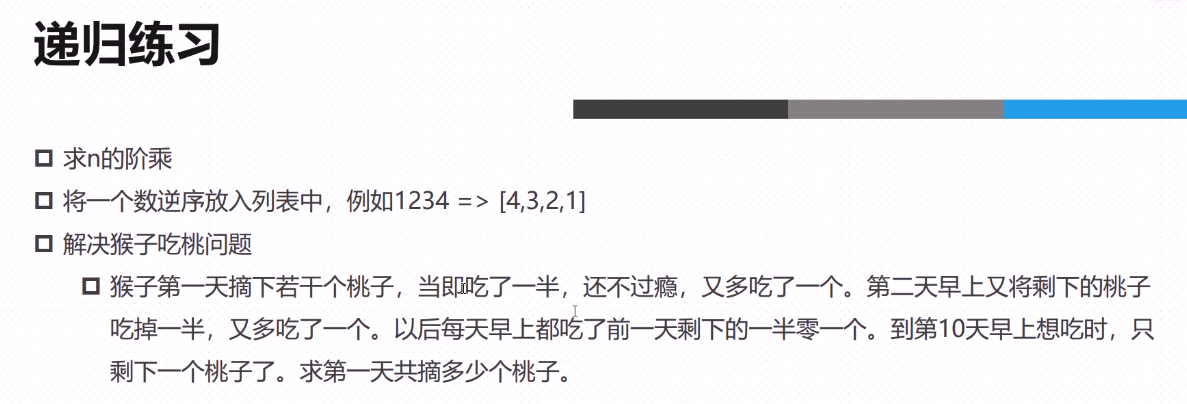 递归练习
求n的阶乘
将一个数逆序放入列表中，例如1234 => [4,3,2,1]
解决猴子吃桃问题
猴子第一天摘下若干个桃子，当即吃了一半，还不过瘾，又多吃了一个。第二天早上又将剩下的桃子
吃掉一半，又多吃了一个。以后每天早上都吃了前一天剩下的一半零一个。到第10天早上想吃时，只
剩下一个桃子了。求第一天共摘多少个桃子。